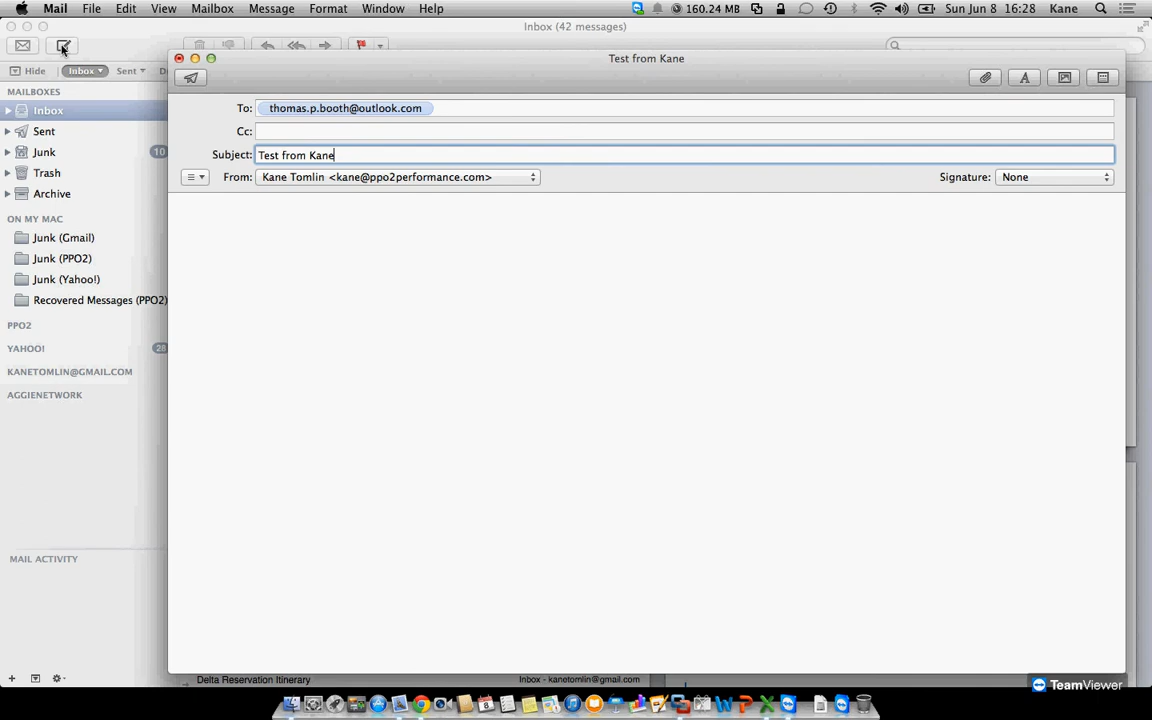 Mail File Edit View Mailbox Message Format Window Help 160.24 MB Sun Jun 8 16:28 Kane
Inbox (42 messages)
Test from Kane
Hide Inbox Sent
MAILBOXES
Inbox
Sent
Junk 10
Trash
Archive
ON MY MAC
Junk (Gmail)
Junk (PPO2)
Junk (Yahoo!)
Recovered Messages (PPO2)
PPO2
YAHOO! 26
KANETOMLIN@GMAIL.COM
AGGIENETWORK
MAIL ACTIVITY
To: thomas.p.booth@outlook.com
Cc:
Subject: Test from Kane
From: Kane Tomlin <kane@ppo2performance.com> Signature: None
Delta Reservation Itinerary Inbox - kanetomlin@gmail.com
TeamViewer